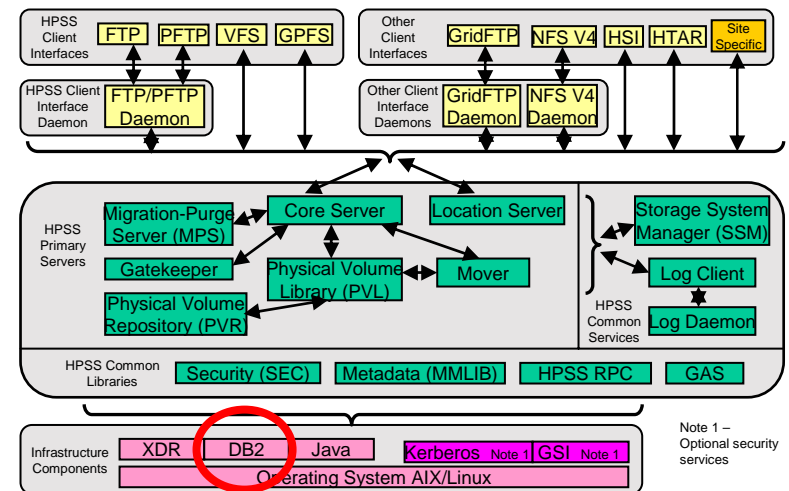 HPSS
Client
Interfaces
FTP
PFTP
VFS
GPFS
Other
Client
Interfaces
GridFTP
NFS V4
HSI
HTAR
Site
Specific
HPSS Client
Interface
Daemon
FTP/PFTP
Daemon
Other Client
Interface
Daemons
GridFTP
Daemon
NFS V4
Daemon
HPSS
Primary
Servers
Migration-Purge
Server (MPS)
Core Server
Location Server
Gatekeeper
Physical Volume
Library (PVL)
Mover
Physical Volume
Repository (PVR)
Storage System
Manager (SSM)
Log Client
HPSS
Common
Services
Log Daemon
HPSS Common
Libraries
Security (SEC)
Metadata (MMLIB)
HPSS RPC
GAS
Infrastructure
Components
XDR
DB2
Java
Kerberos Note 1
GSI Note 1
Operating System AIX/Linux
Note 1 –
Optional security
services